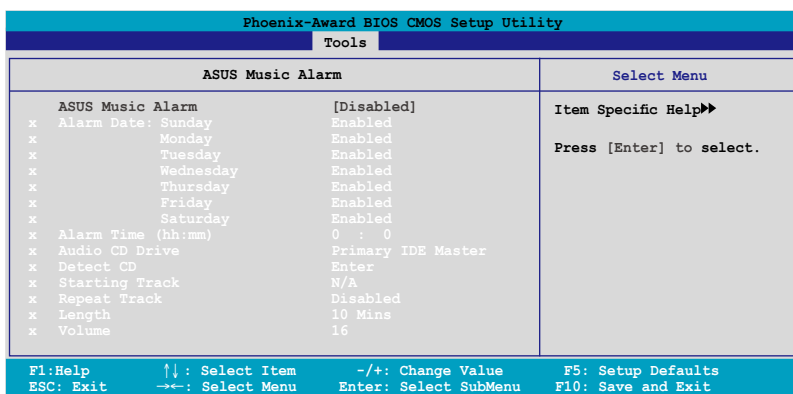 Phoenix-Award BIOS CMOS Setup Utility
Tools
ASUS Music Alarm
Select Menu
ASUS Music Alarm [Disabled]
x Alarm Date: Sunday Enabled
x Monday Enabled
x Tuesday Enabled
x Wednesday Enabled
x Thursday Enabled
x Friday Enabled
x Saturday Enabled
x Alarm Time (hh:mm) 0 : 0
x Audio CD Drive Primary IDE Master
x Detect CD Enter
x Starting Track N/A
x Repeat Track Disabled
x Length 10 Mins
x Volume 16
Item Specific Help▶▶
Press [Enter] to select.
F1:Help ↑↓: Select Item -/+: Change Value F5: Setup Defaults
ESC: Exit →←: Select Menu Enter: Select SubMenu F10: Save and Exit